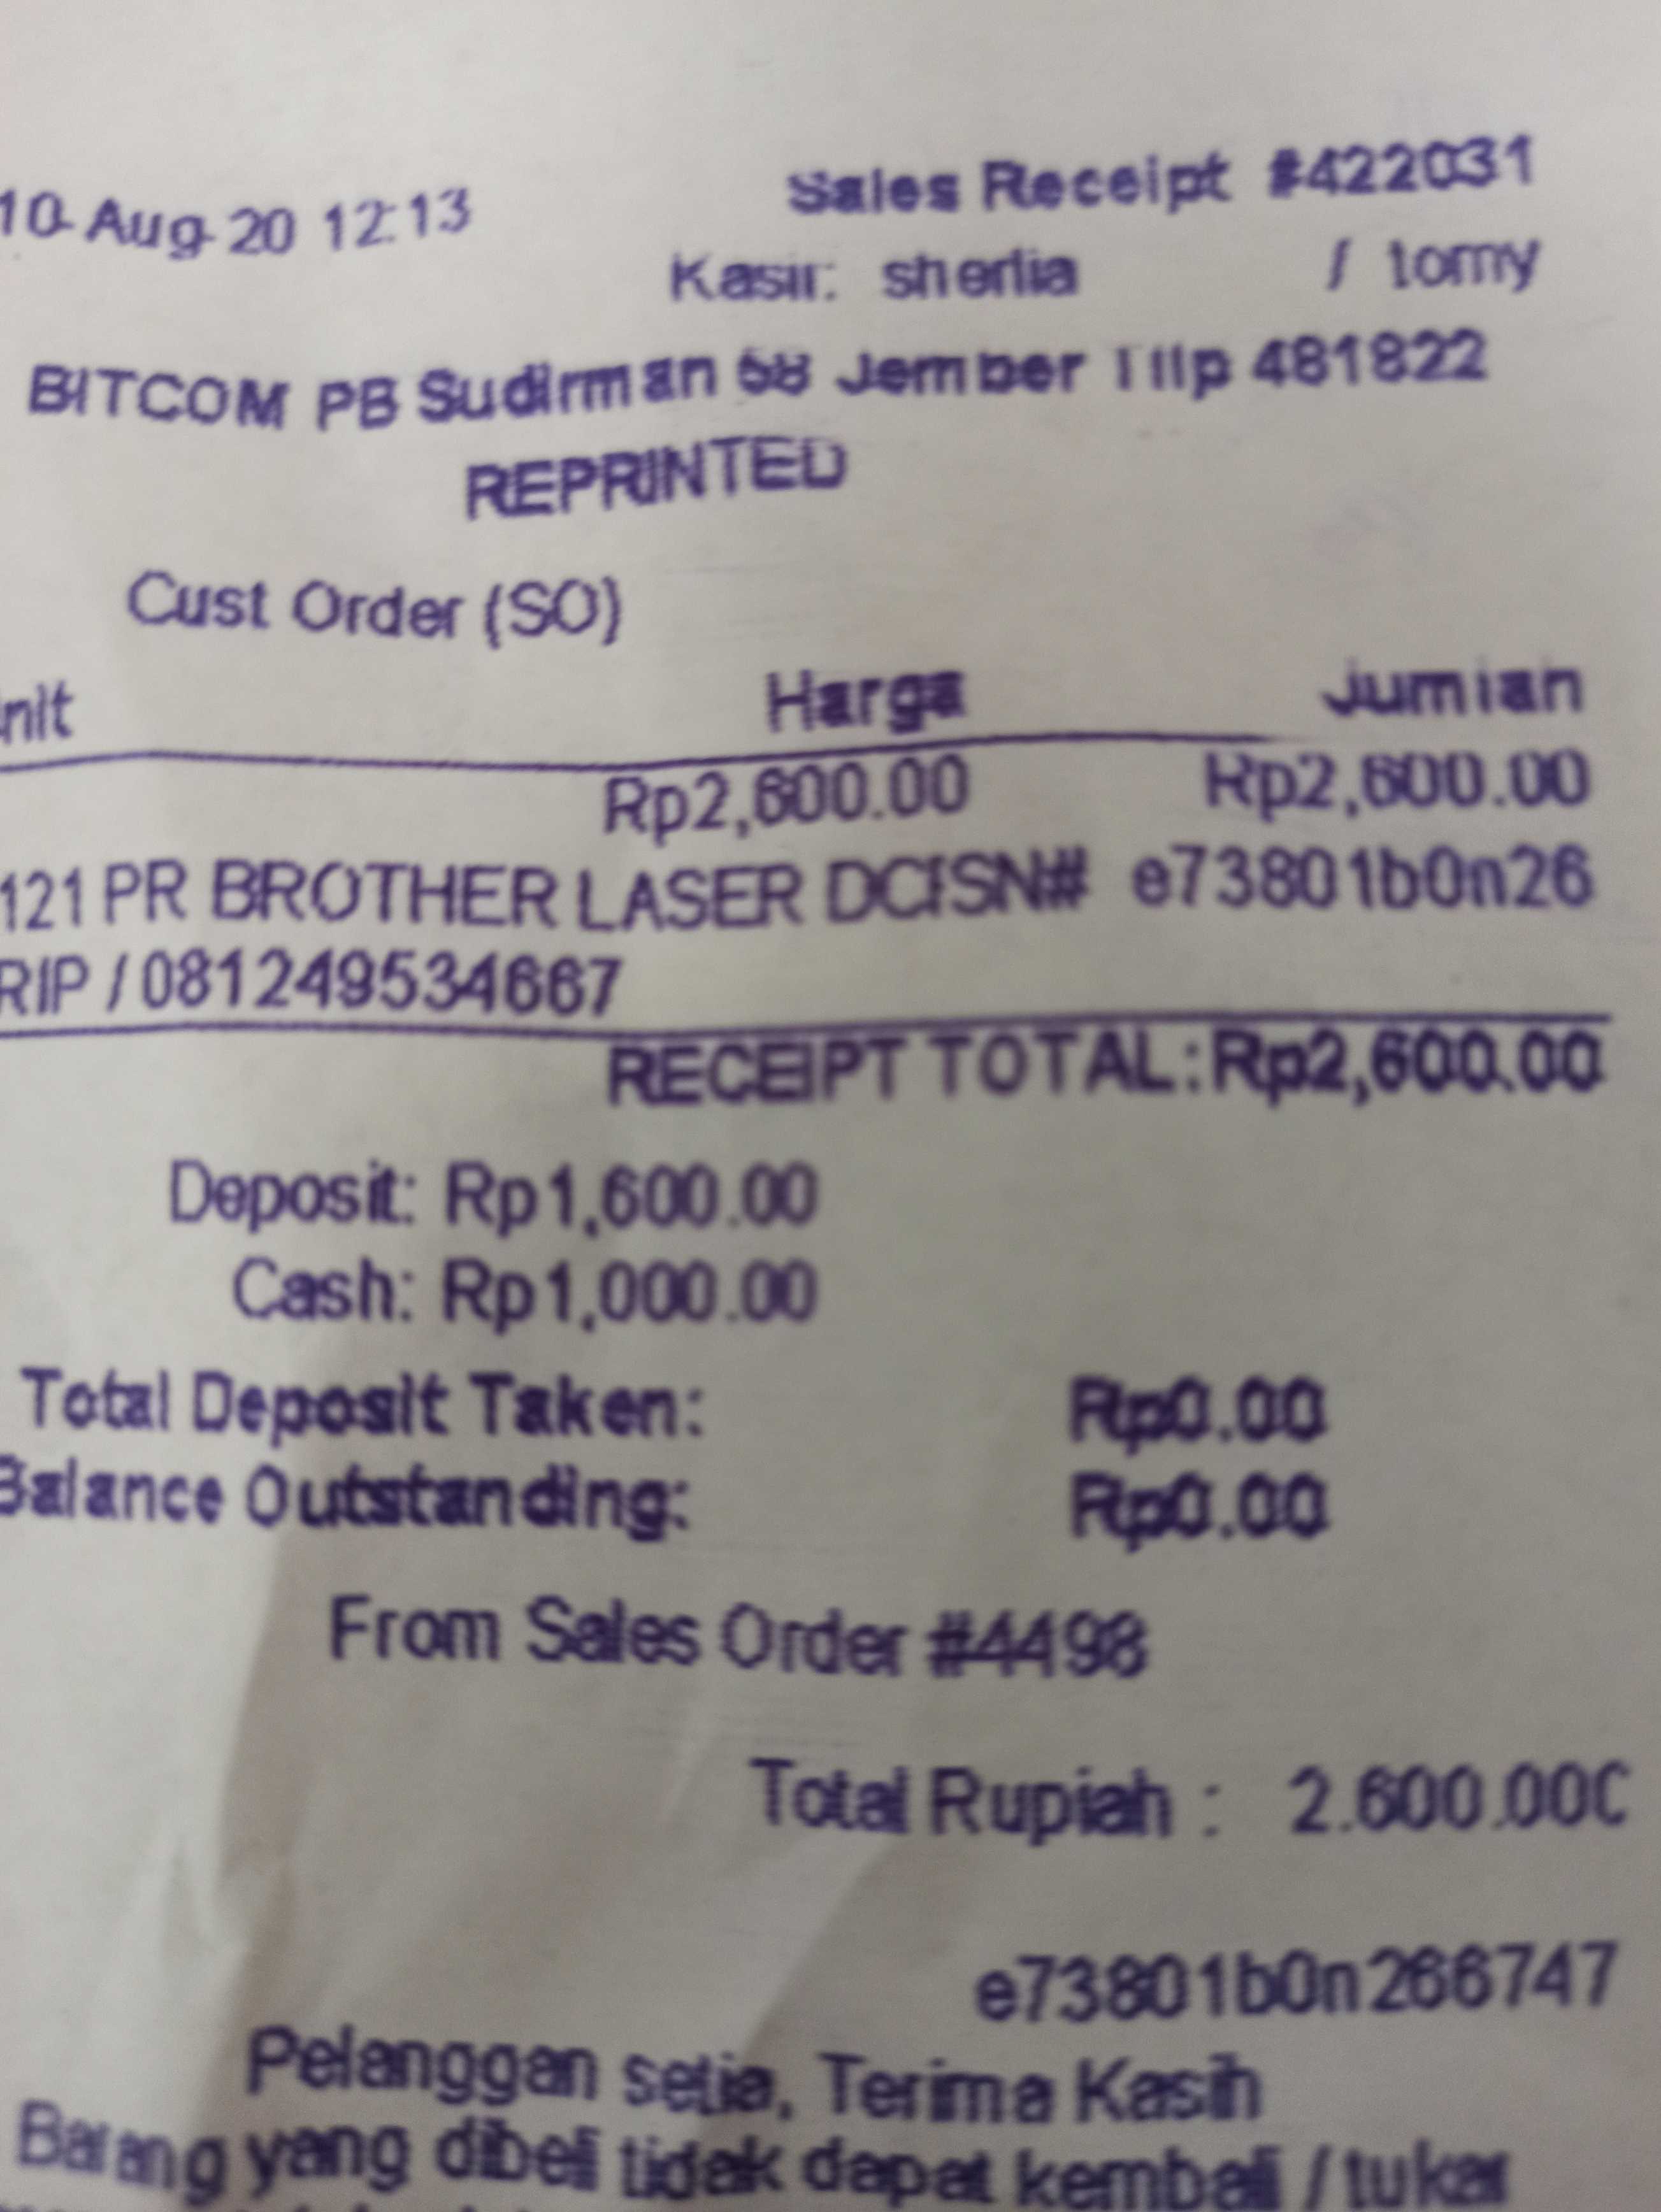 10-Aug-20 12:13 Sales Receipt #422031
Kasir: sherlia / tomy
BITCOM PB Sudirman 58 Jember Tllp 481822
REPRINTED
Cust Order (SO)
nit Harga Jumlah
Rp2,600.00 Rp2,600.00
121 PR BROTHER LASER SN# e73801b0n26
RIP / 081249534667
RECEIPT TOTAL: Rp2,600.00
Deposit: Rp1,600.00
Cash: Rp1,000.00
Total Deposit Taken: Rp0.00
Balance Outstanding: Rp0.00
From Sales Order #4498
Total Rupiah : 2.600.000
e73801b0n266747
Pelanggan setia, Terima Kasih
Barang yang dibeli tidak dapat kembali / tukar